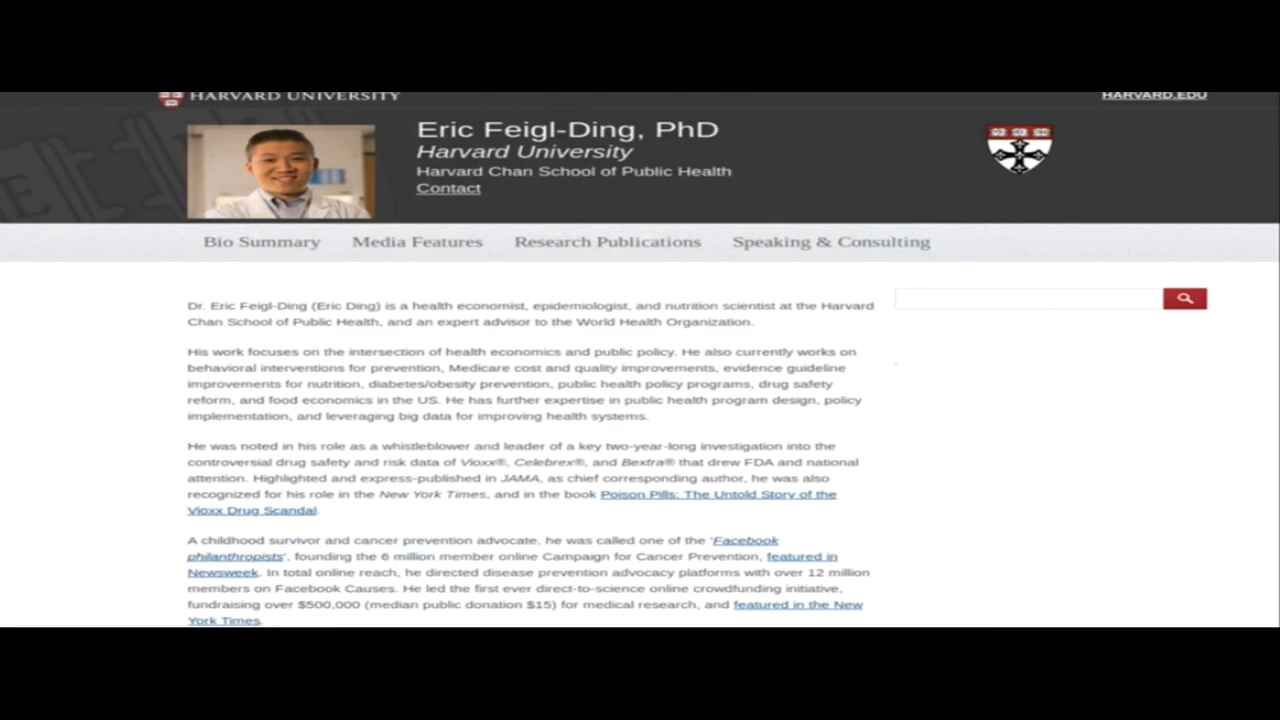 HARVARD UNIVERSITY
HARVARD.EDU
Eric Feigl-Ding, PhD
Harvard University
Harvard Chan School of Public Health
Contact
Bio Summary Media Features Research Publications Speaking & Consulting
Dr. Eric Feigl-Ding (Eric Ding) is a health economist, epidemiologist, and nutrition scientist at the Harvard
Chan School of Public Health, and an expert advisor to the World Health Organization.
His work focuses on the intersection of health economics and public policy. He also currently works on
behavioral interventions for prevention, Medicare cost and quality improvements, evidence guideline
improvements for nutrition, diabetes/obesity prevention, public health policy programs, drug safety
reform, and food economics in the US. He has further expertise in public health program design, policy
implementation, and leveraging big data for improving health systems.
He was noted in his role as a whistleblower and leader of a key two-year-long investigation into the
controversial drug safety and risk data of Vioxx®, Celebrex®, and Bextra® that drew FDA and national
attention. Highlighted and express-published in JAMA, as chief corresponding author, he was also
recognized for his role in the New York Times, and in the book Poison Pills: The Untold Story of the
Vioxx Drug Scandal.
A childhood survivor and cancer prevention advocate, he was called one of the 'Facebook
philanthropists', founding the 6 million member online Campaign for Cancer Prevention, featured in
Newsweek. In total online reach, he directed disease prevention advocacy platforms with over 12 million
members on Facebook Causes. He led the first ever direct-to-science online crowdfunding initiative,
fundraising over $500,000 (median public donation $15) for medical research, and featured in the New
York Times.